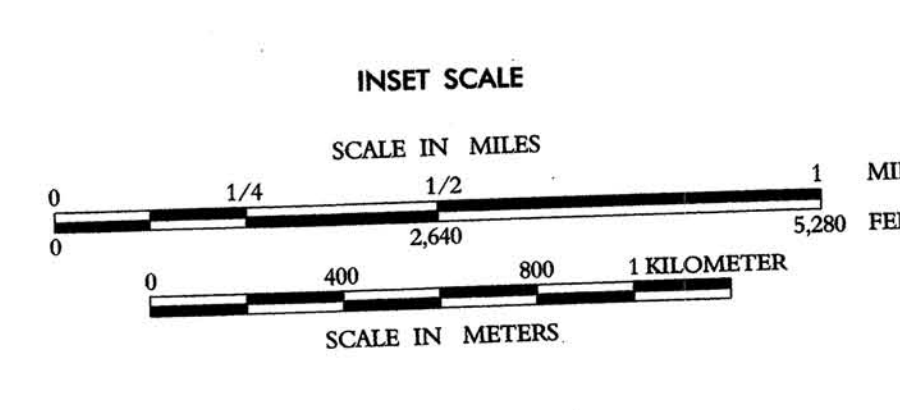 INSET SCALE
SCALE IN MILES
0 1/4 1/2 1
0 2,640 5,280
0 400 800 1 KILOMETER
SCALE IN METERS